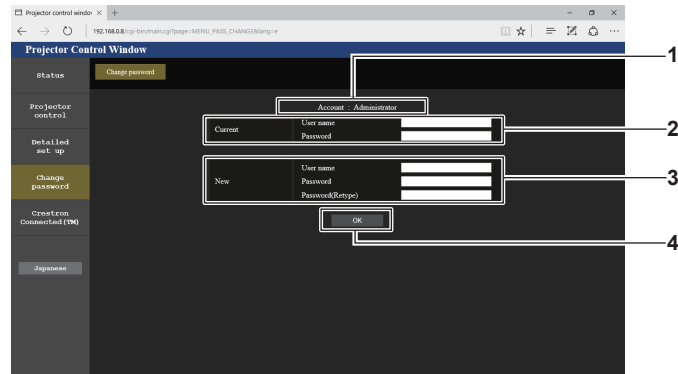 Projector control windov
192.168.0.8/cgi-bin/main.cgi?page=MENU_PASS_CHANGE&lang=e
Projector Control Window
1
Status
Change password
Projector
control
Account : Administrator
Current
User name
Password
2
Detailed
set up
Change
password
New
User name
Password
Password(Retype)
3
Crestron
Connected(TM)
OK
4
Japanese